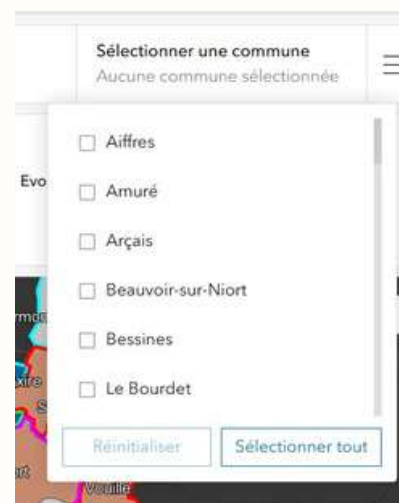 Sélectionner une commune
Aucune commune sélectionnée
Aiffres
Evo
Amuré
Arçais
Beauvoir-sur-Niort
Bessines
Le Bourdet
Réinitialiser
Sélectionner tout
Vouillé